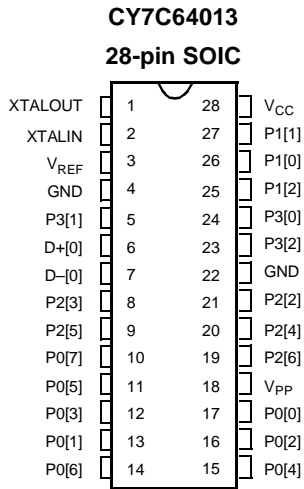 CY7C64013
28-pin SOIC
XTALOUT 1 28 VCC
XTALIN 2 27 P1[1]
VREF 3 26 P1[0]
GND 4 25 P1[2]
P3[1] 5 24 P3[0]
D+[0] 6 23 P3[2]
D–[0] 7 22 GND
P2[3] 8 21 P2[2]
P2[5] 9 20 P2[4]
P0[7] 10 19 P2[6]
P0[5] 11 18 VPP
P0[3] 12 17 P0[0]
P0[1] 13 16 P0[2]
P0[6] 14 15 P0[4]